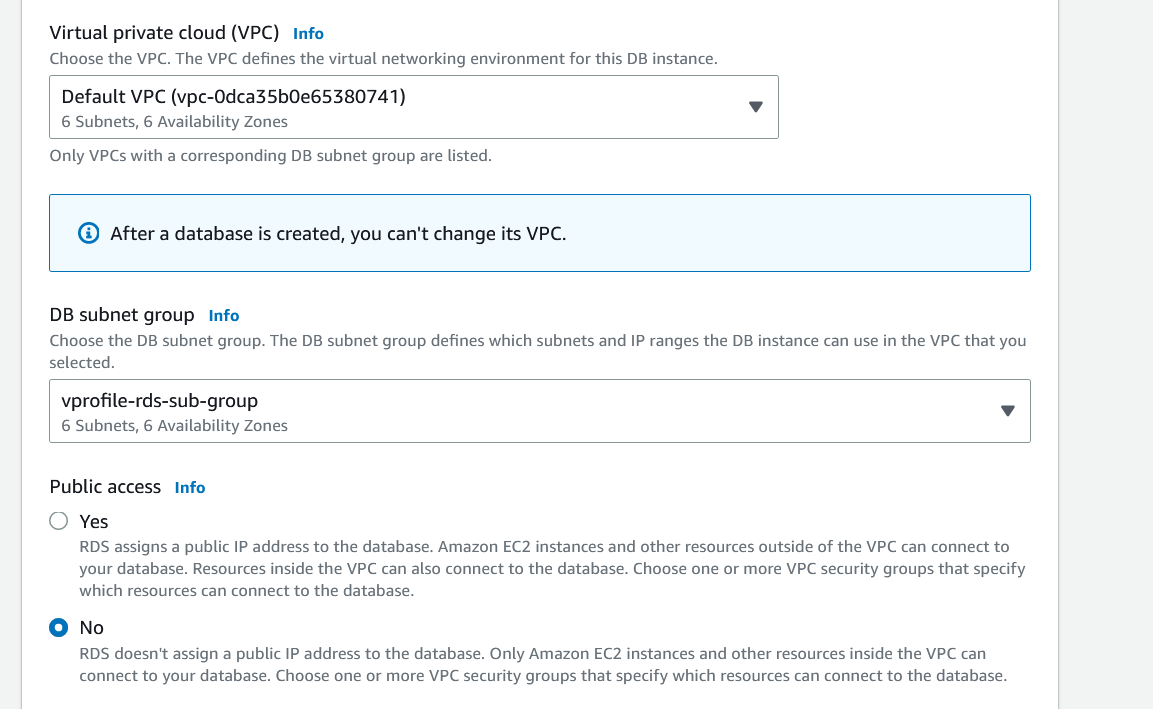 Virtual private cloud (VPC) Info
Choose the VPC. The VPC defines the virtual networking environment for this DB instance.
Default VPC (vpc-0dca35b0e65380741)
6 Subnets, 6 Availability Zones
Only VPCs with a corresponding DB subnet group are listed.
After a database is created, you can't change its VPC.
DB subnet group Info
Choose the DB subnet group. The DB subnet group defines which subnets and IP ranges the DB instance can use in the VPC that you
selected.
vprofile-rds-sub-group
6 Subnets, 6 Availability Zones
Public access Info
Yes
RDS assigns a public IP address to the database. Amazon EC2 instances and other resources outside of the VPC can connect to
your database. Resources inside the VPC can also connect to the database. Choose one or more VPC security groups that specify
which resources can connect to the database.
No
RDS doesn't assign a public IP address to the database. Only Amazon EC2 instances and other resources inside the VPC can
connect to your database. Choose one or more VPC security groups that specify which resources can connect to the database.